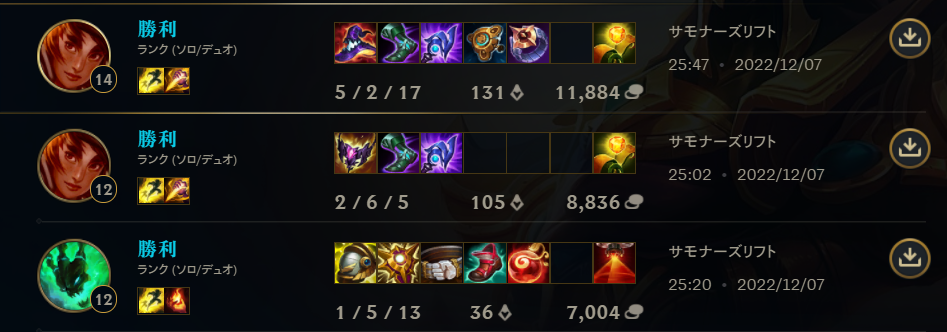 勝利
ランク (ソロ/デュオ)
14
5 / 2 / 17
131
11,884
サモナーズリフト
25:47 • 2022/12/07
勝利
ランク (ソロ/デュオ)
12
2 / 6 / 5
105
8,836
サモナーズリフト
25:02 • 2022/12/07
勝利
ランク (ソロ/デュオ)
12
1 / 5 / 13
36
7,004
サモナーズリフト
25:20 • 2022/12/07